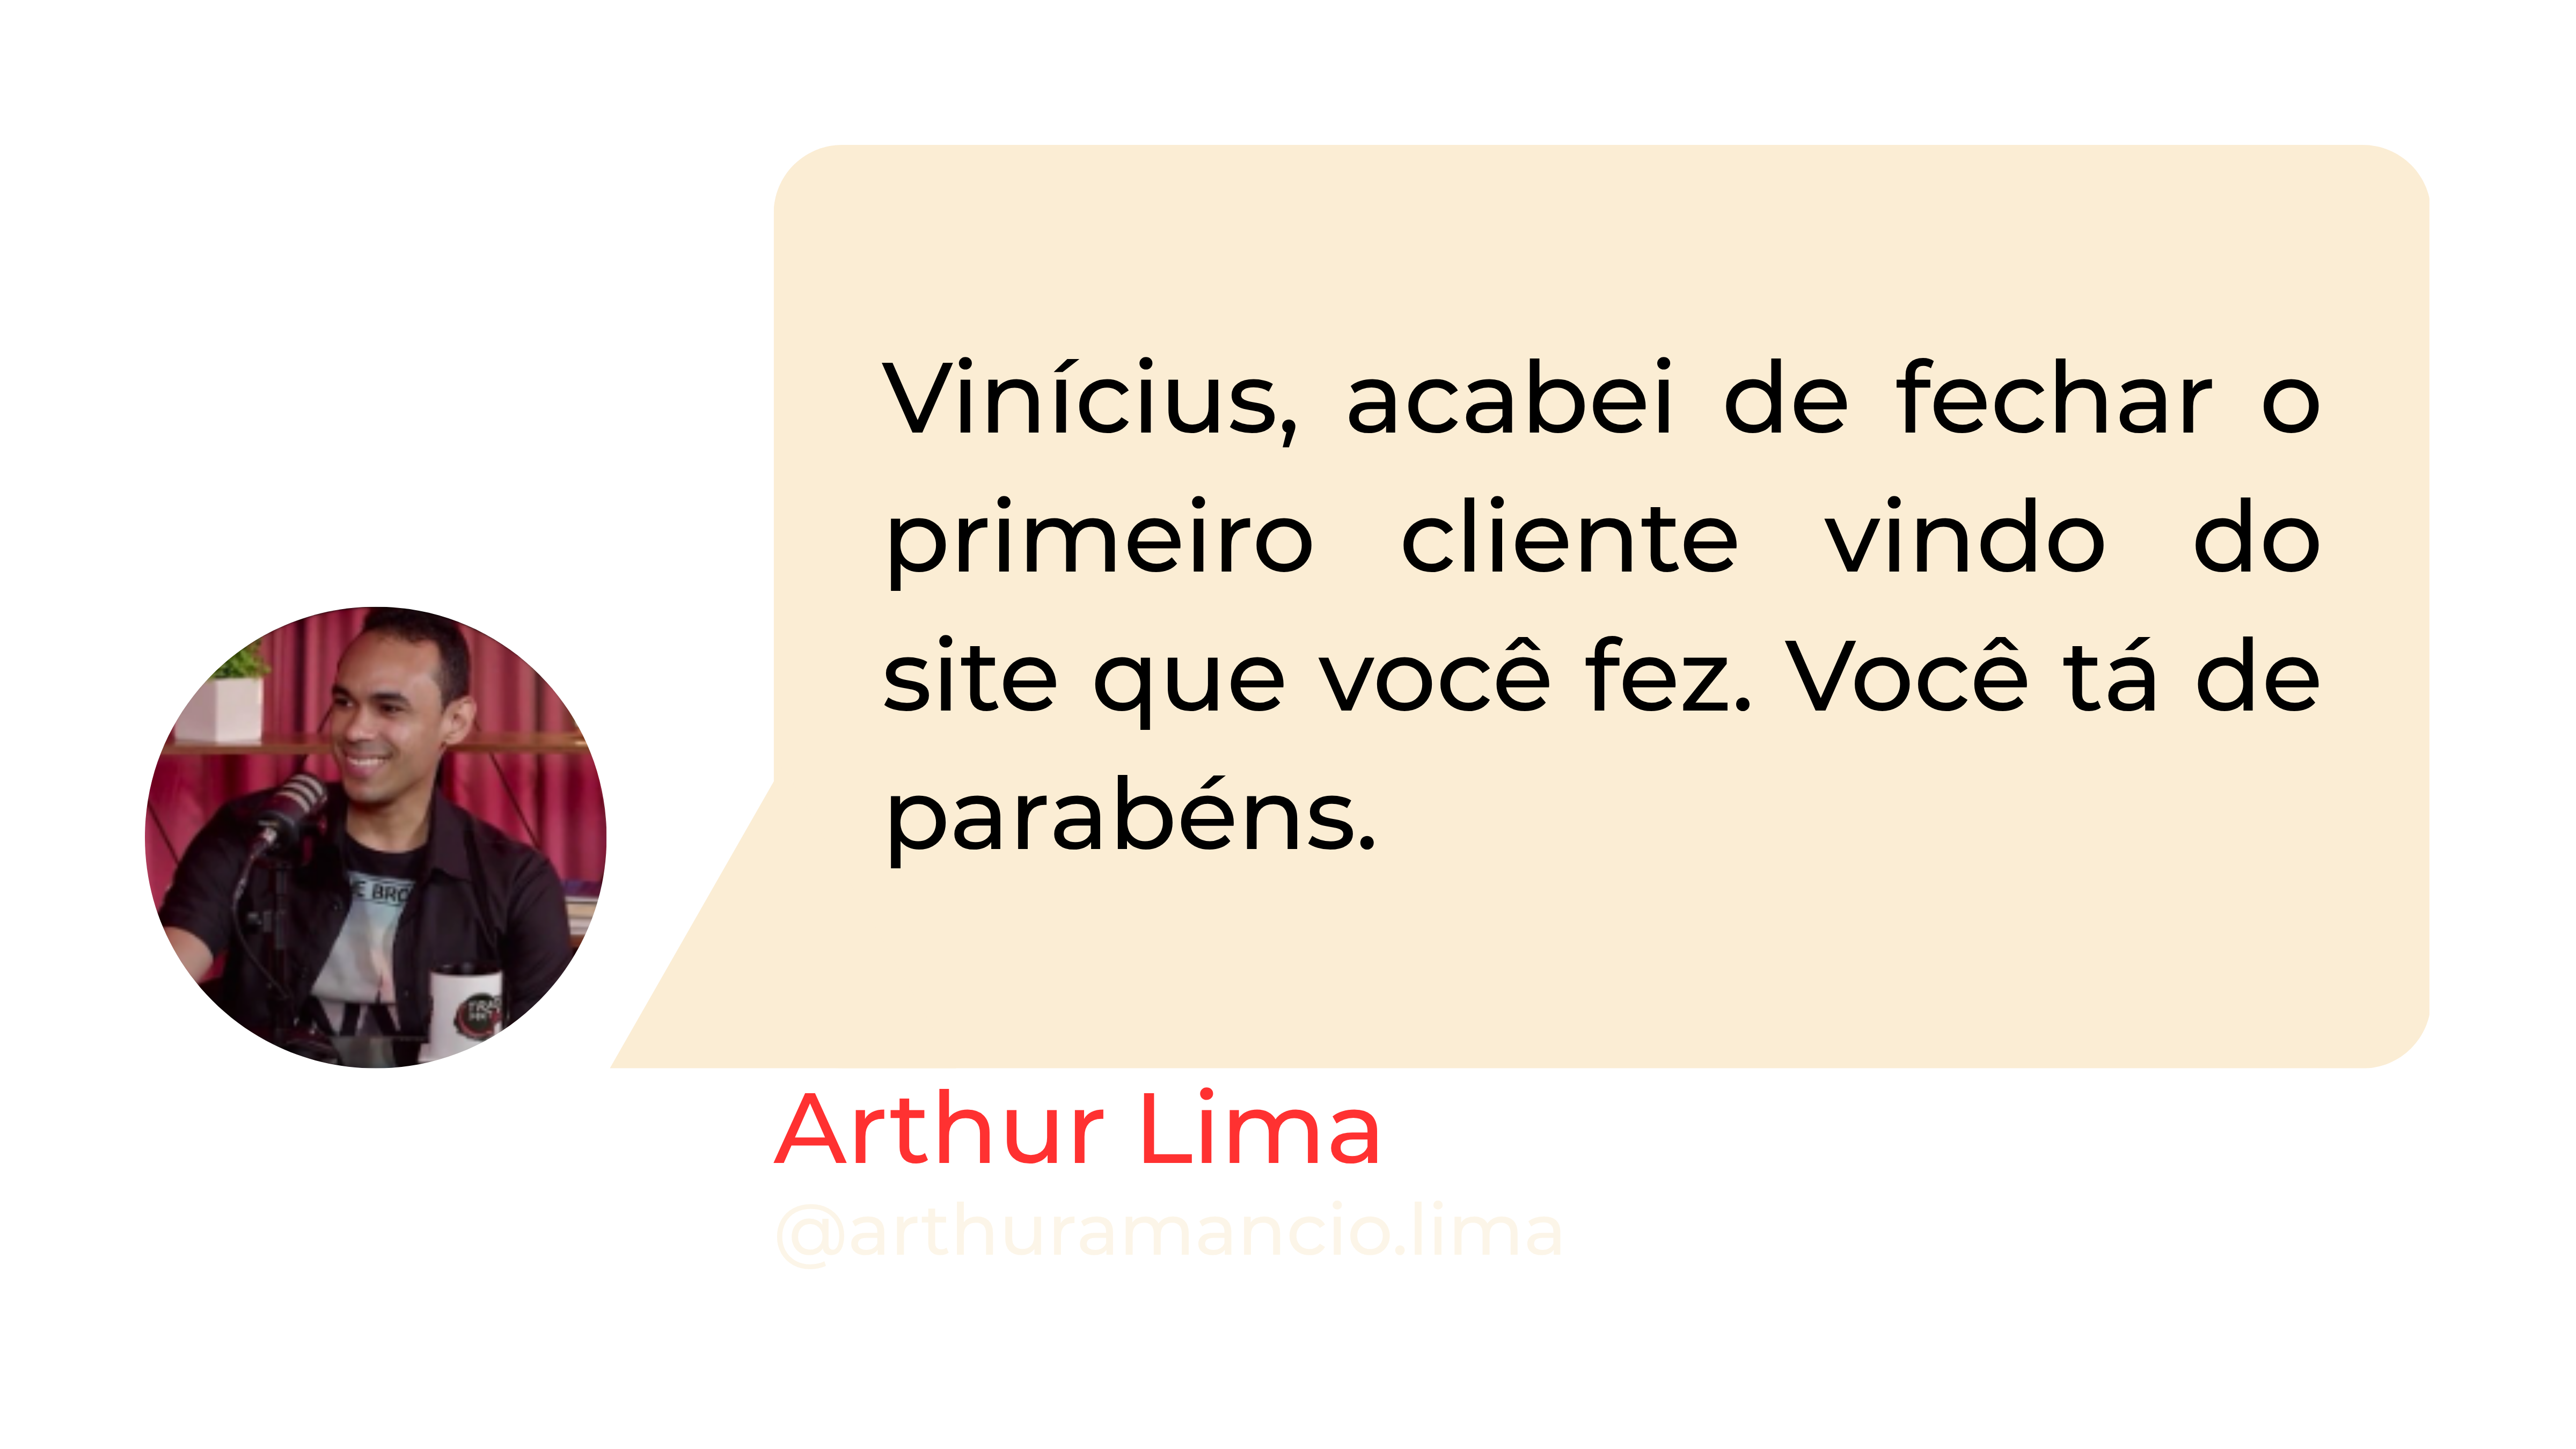 Vinícius, acabei de fechar o
primeiro cliente vindo do
site que você fez. Você tá de
parabéns.
Arthur Lima
@arthuramancio.lima